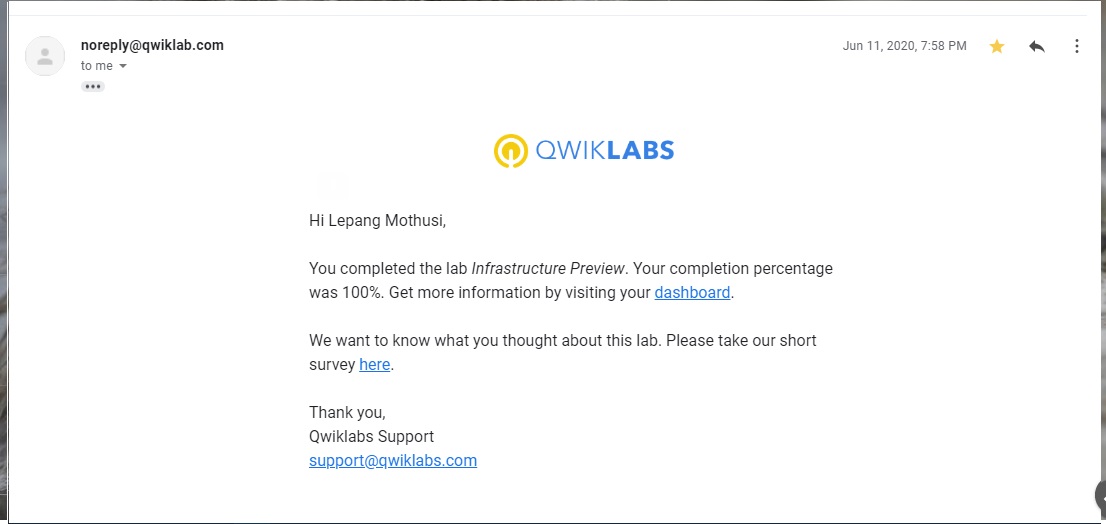 noreply@qwiklab.com
Jun 11, 2020, 7:58 PM
to me
QWIKLABS
Hi Lepang Mothusi,
You completed the lab Infrastructure Preview. Your completion percentage
was 100%. Get more information by visiting your dashboard.
We want to know what you thought about this lab. Please take our short
survey here.
Thank you,
Qwiklabs Support
support@qwiklabs.com